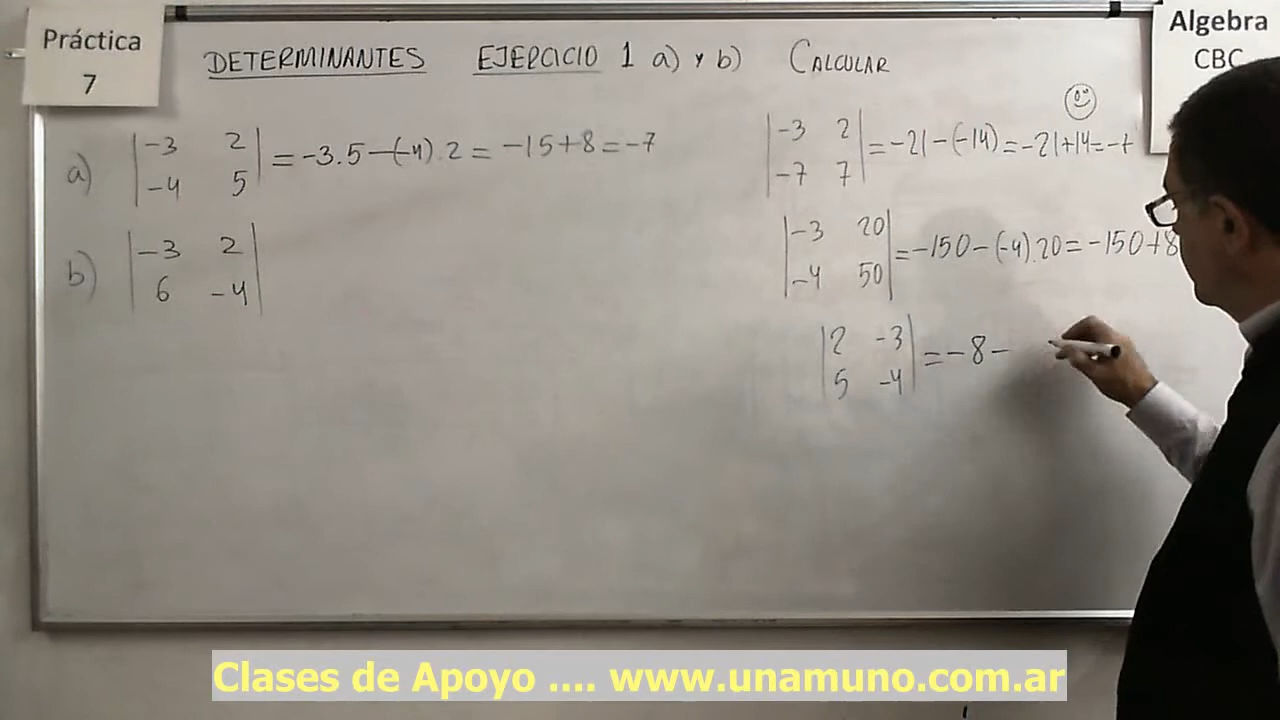 Práctica
7
Algebra
CBC
DETERMINANTES EJERCICIO 1 a) y b) CALCULAR
a) |-3 2| = -3.5-(-4).2 = -15+8=-7
|-4 5|
b) |-3 2|
|6 -4|
|-3 2| = -21-(-14)=-21+14=-7
|-7 7|
|-3 20| = -150-(-4).20=-150+8
|-4 50|
|2 -3| = -8-
|5 -4|
Clases de Apoyo .... www.unamuno.com.ar